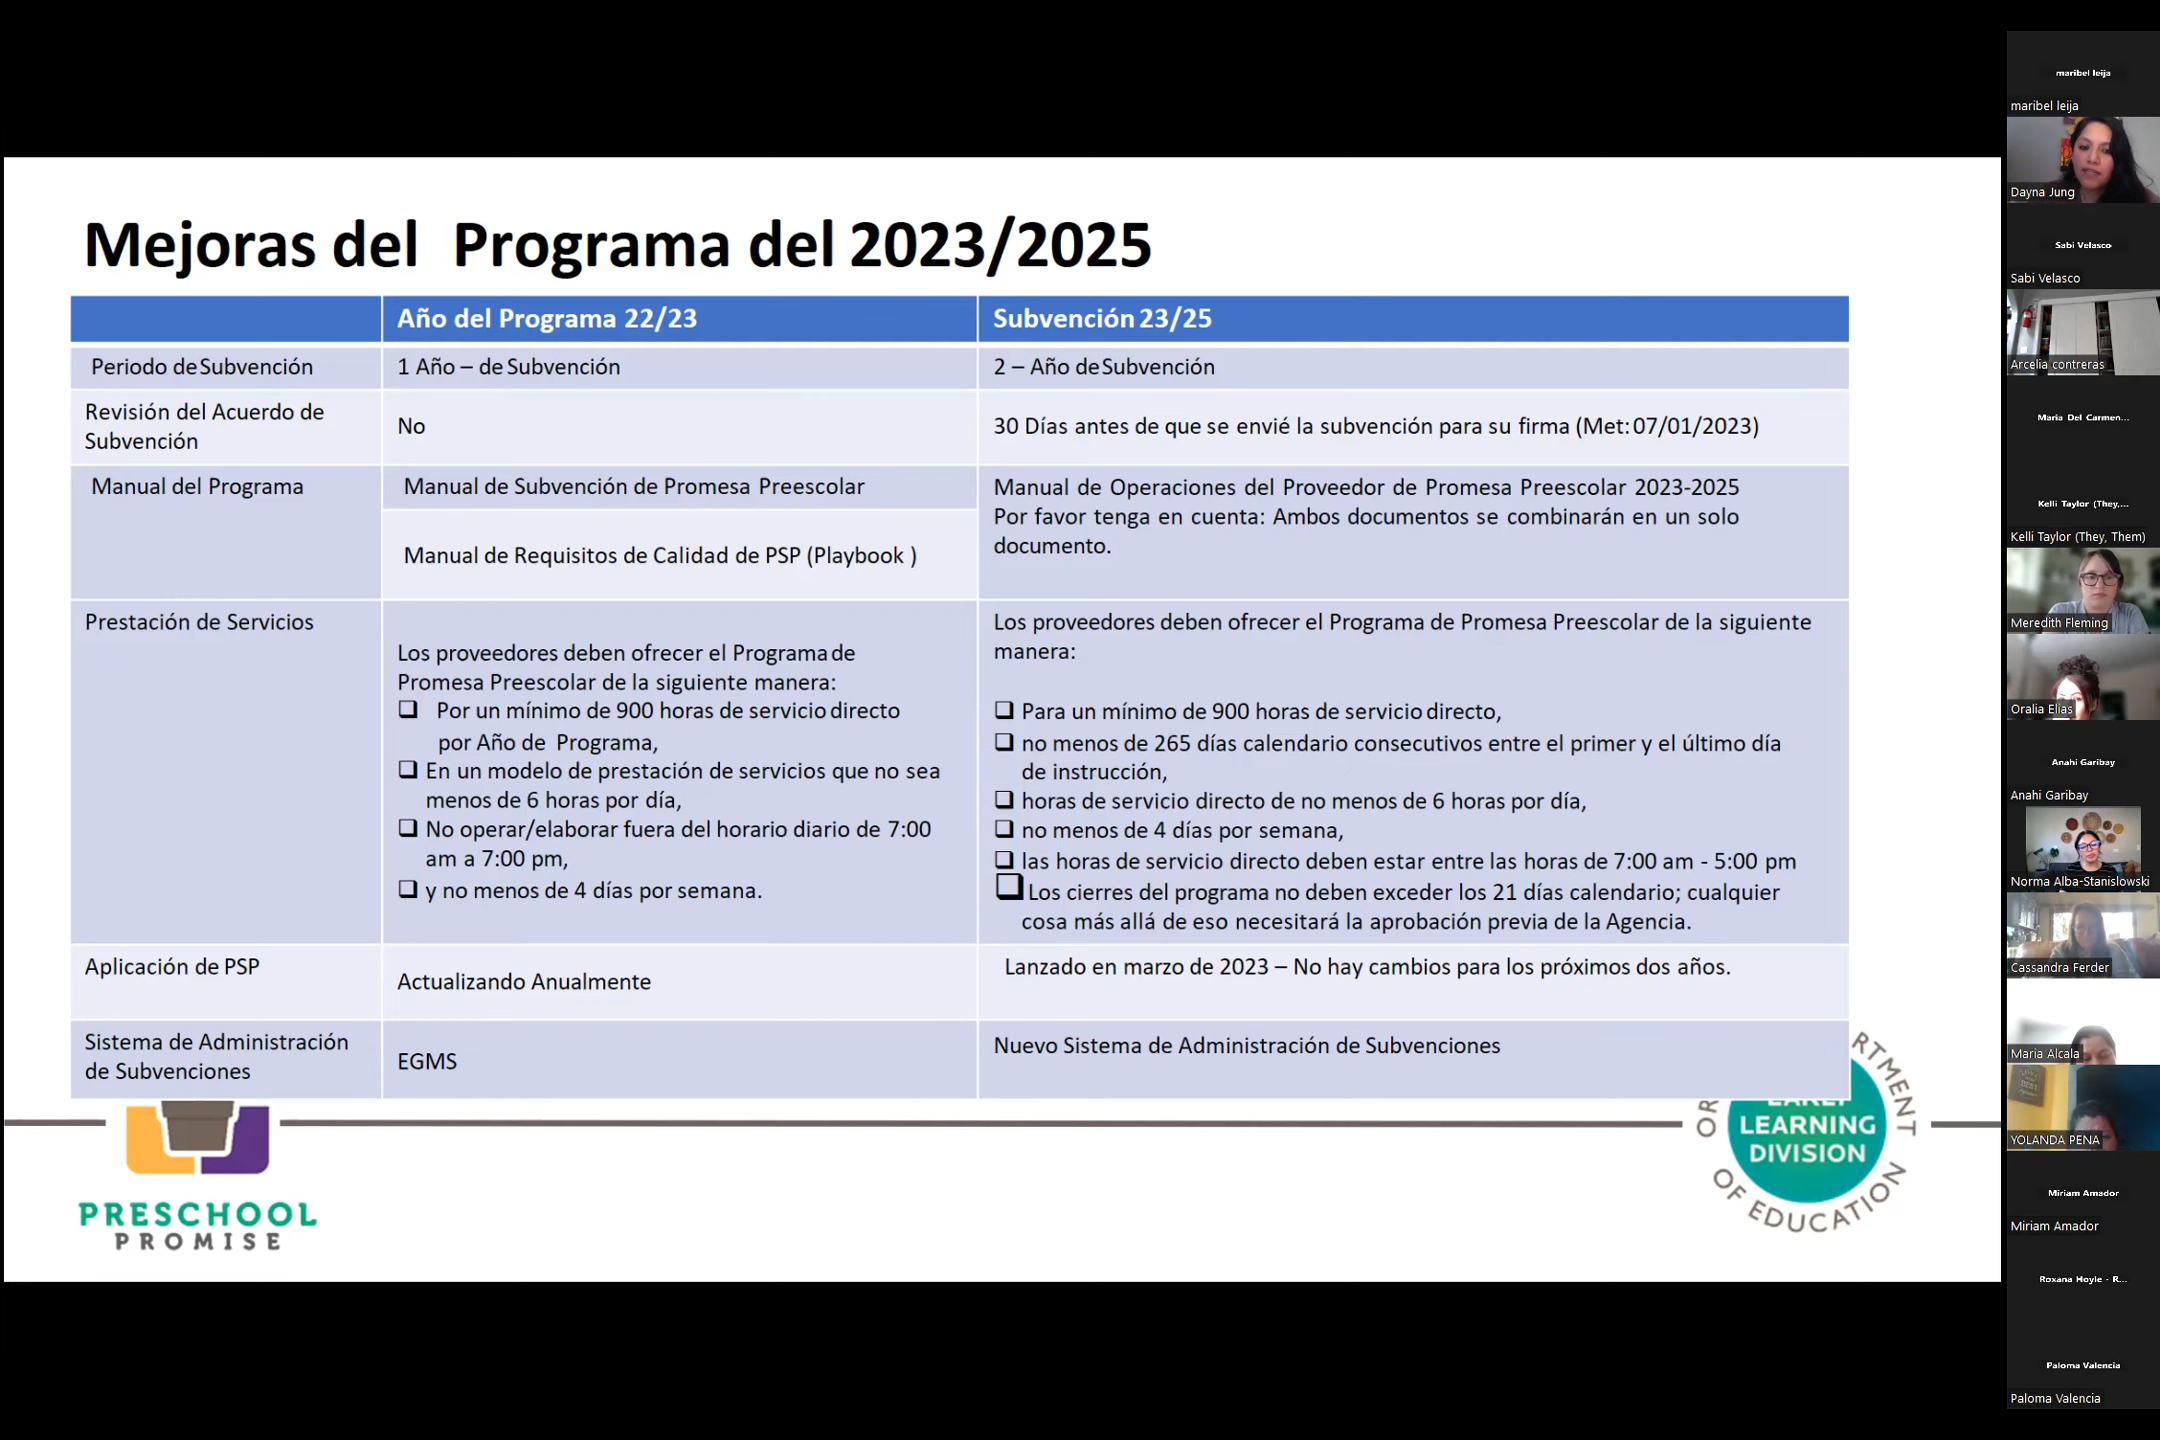 Mejoras del Programa del 2023/2025
Año del Programa 22/23
Subvención 23/25
Periodo de Subvención
1 Año – de Subvención
2 – Año de Subvención
Revisión del Acuerdo de
Subvención
No
30 Días antes de que se envié la subvención para su firma (Met: 07/01/2023)
Manual del Programa
Manual de Subvención de Promesa Preescolar
Manual de Requisitos de Calidad de PSP (Playbook )
Manual de Operaciones del Proveedor de Promesa Preescolar 2023-2025
Por favor tenga en cuenta: Ambos documentos se combinarán en un solo
documento.
Prestación de Servicios
Los proveedores deben ofrecer el Programa de
Promesa Preescolar de la siguiente manera:
❑ Por un mínimo de 900 horas de servicio directo
por Año de Programa,
❑ En un modelo de prestación de servicios que no sea
menos de 6 horas por día,
❑ No operar/elaborar fuera del horario diario de 7:00
am a 7:00 pm,
❑ y no menos de 4 días por semana.
Los proveedores deben ofrecer el Programa de Promesa Preescolar de la siguiente
manera:
❑ Para un mínimo de 900 horas de servicio directo,
❑ no menos de 265 días calendario consecutivos entre el primer y el último día
de instrucción,
❑ horas de servicio directo de no menos de 6 horas por día,
❑ no menos de 4 días por semana,
❑ las horas de servicio directo deben estar entre las horas de 7:00 am - 5:00 pm
❑ Los cierres del programa no deben exceder los 21 días calendario; cualquier
cosa más allá de eso necesitará la aprobación previa de la Agencia.
Aplicación de PSP
Actualizando Anualmente
Lanzado en marzo de 2023 – No hay cambios para los próximos dos años.
Sistema de Administración
de Subvenciones
EGMS
Nuevo Sistema de Administración de Subvenciones
PRESCHOOL
PROMISE
LEARNING
DIVISION
OF EDUCATION
maribel leija
maribel leija
Dayna Jung
Sabi Velasco
Sabi Velasco
Arcelia contreras
Maria Del Carmen...
Kelli Taylor (They,...
Kelli Taylor (They, Them)
Meredith Fleming
Oralia Elias
Anahi Garibay
Anahi Garibay
Norma Alba-Stanislowski
Cassandra Ferder
Maria Alcala
YOLANDA PENA
Miriam Amador
Miriam Amador
Roxana Hoyle - R...
Paloma Valencia
Paloma Valencia